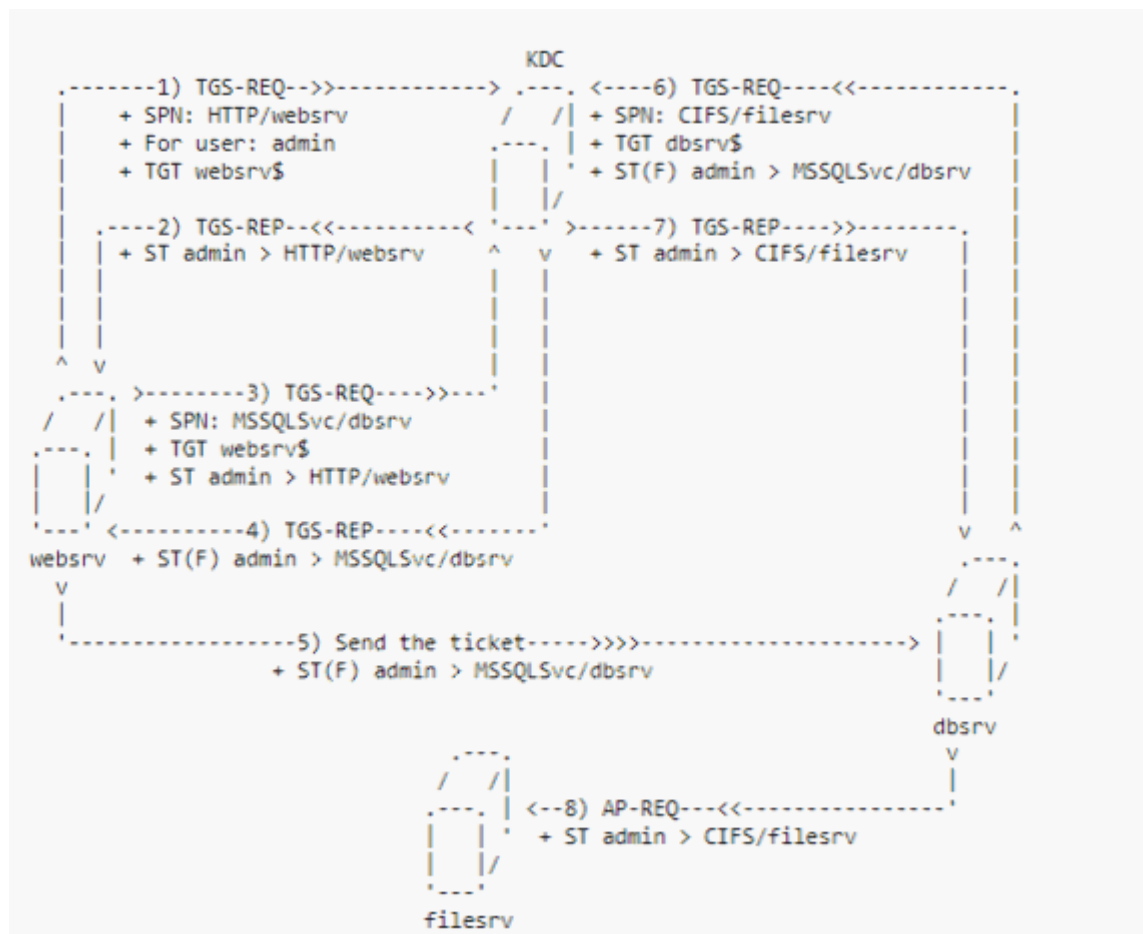 KDC
1) TGS-REQ 6) TGS-REQ
+ SPN: HTTP/websrv + SPN: CIFS/filesrv
+ For user: admin + TGT dbsrv$
+ TGT websrv$ + ST(F) admin > MSSQLSvc/dbsrv
2) TGS-REP 7) TGS-REP
+ ST admin > HTTP/websrv + ST admin > CIFS/filesrv
3) TGS-REQ
+ SPN: MSSQLSvc/dbsrv
+ TGT websrv$
+ ST admin > HTTP/websrv
4) TGS-REP
websrv + ST(F) admin > MSSQLSvc/dbsrv
5) Send the ticket
+ ST(F) admin > MSSQLSvc/dbsrv
dbsrv
8) AP-REQ
+ ST admin > CIFS/filesrv
filesrv